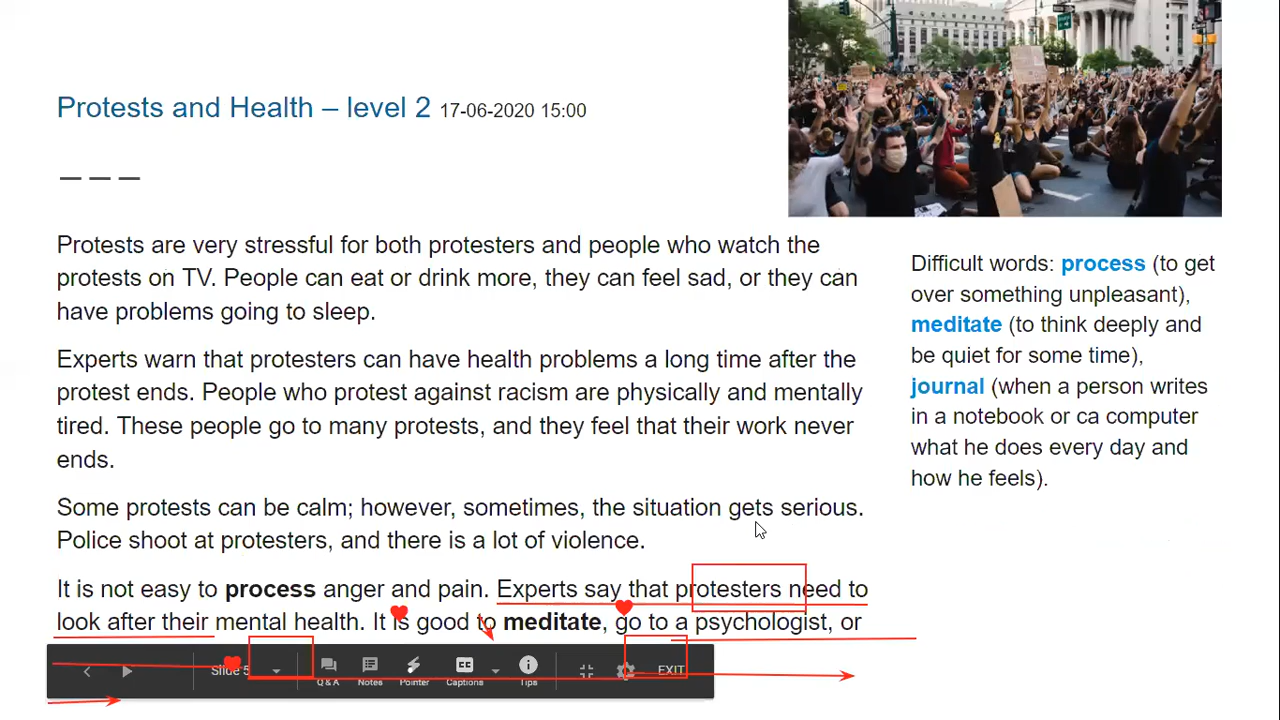 Protests and Health – level 2 17-06-2020 15:00
Protests are very stressful for both protesters and people who watch the
protests on TV. People can eat or drink more, they can feel sad, or they can
have problems going to sleep.
Experts warn that protesters can have health problems a long time after the
protest ends. People who protest against racism are physically and mentally
tired. These people go to many protests, and they feel that their work never
ends.
Some protests can be calm; however, sometimes, the situation gets serious.
Police shoot at protesters, and there is a lot of violence.
It is not easy to process anger and pain. Experts say that protesters need to
look after their mental health. It is good to meditate, go to a psychologist, or
Difficult words: process (to get
over something unpleasant),
meditate (to think deeply and
be quiet for some time),
journal (when a person writes
in a notebook or ca computer
what he does every day and
how he feels).
Slide 5 Q&A Notes Pointer CC Captions Tips EXIT